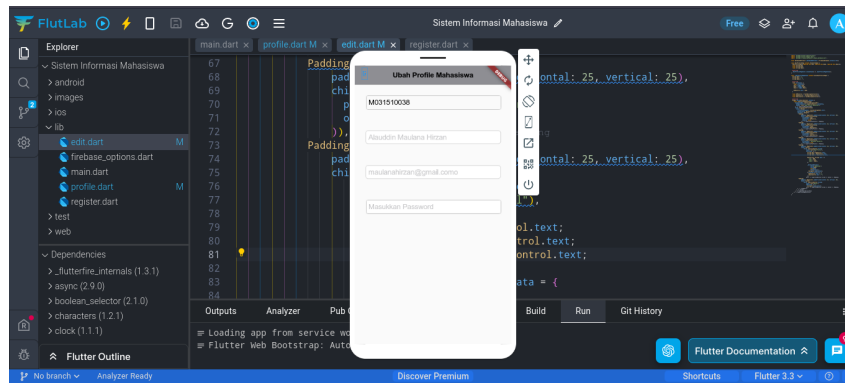 FlutLab
Sistem Informasi Mahasiswa
Free
A
Explorer
main.dart ×
profile.dart M ×
edit.dart M ×
register.dart ×
Sistem Informasi Mahasiswa
> android
> images
> ios
lib
edit.dart M
firebase_options.dart
main.dart
profile.dart M
register.dart
> test
> web
Dependencies
> _flutterfire_internals (1.3.1)
> async (2.9.0)
> boolean_selector (2.1.0)
> characters (1.2.1)
> clock (1.1.1)
Flutter Outline
2
R
67 Padding
68 pad ontal: 25, vertical: 25),
69 chi
70 p
71 o
72 )),
73 Padding
74 pad ontal: 25, vertical: 25),
75 chi
76
77 l"),
78
79 ol.text;
80 trol.text;
81 ontrol.text;
82
83 ata = {
84
Ubah Profile Mahasiswa
DEBUG
M031510038
Alauddin Maulana Hirzan
maulanahirzan@gmail.como
Masukkan Password
Outputs
Analyzer
Pub
Build
Run
Git History
Loading app from service wo
Flutter Web Bootstrap: Auto
Flutter Documentation
No branch
Analyzer Ready
Discover Premium
Shortcuts
Flutter 3.3